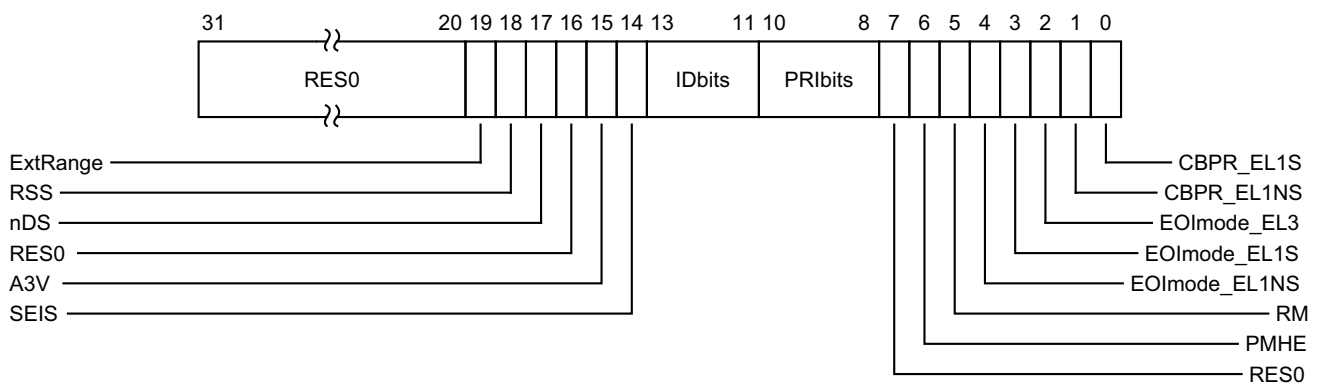 31 20 19 18 17 16 15 14 13 11 10 8 7 6 5 4 3 2 1 0
RES0 IDbits PRIbits
ExtRange CBPR_EL1S
RSS CBPR_EL1NS
nDS EOImode_EL3
RES0 EOImode_EL1S
A3V EOImode_EL1NS
SEIS RM
PMHE
RES0